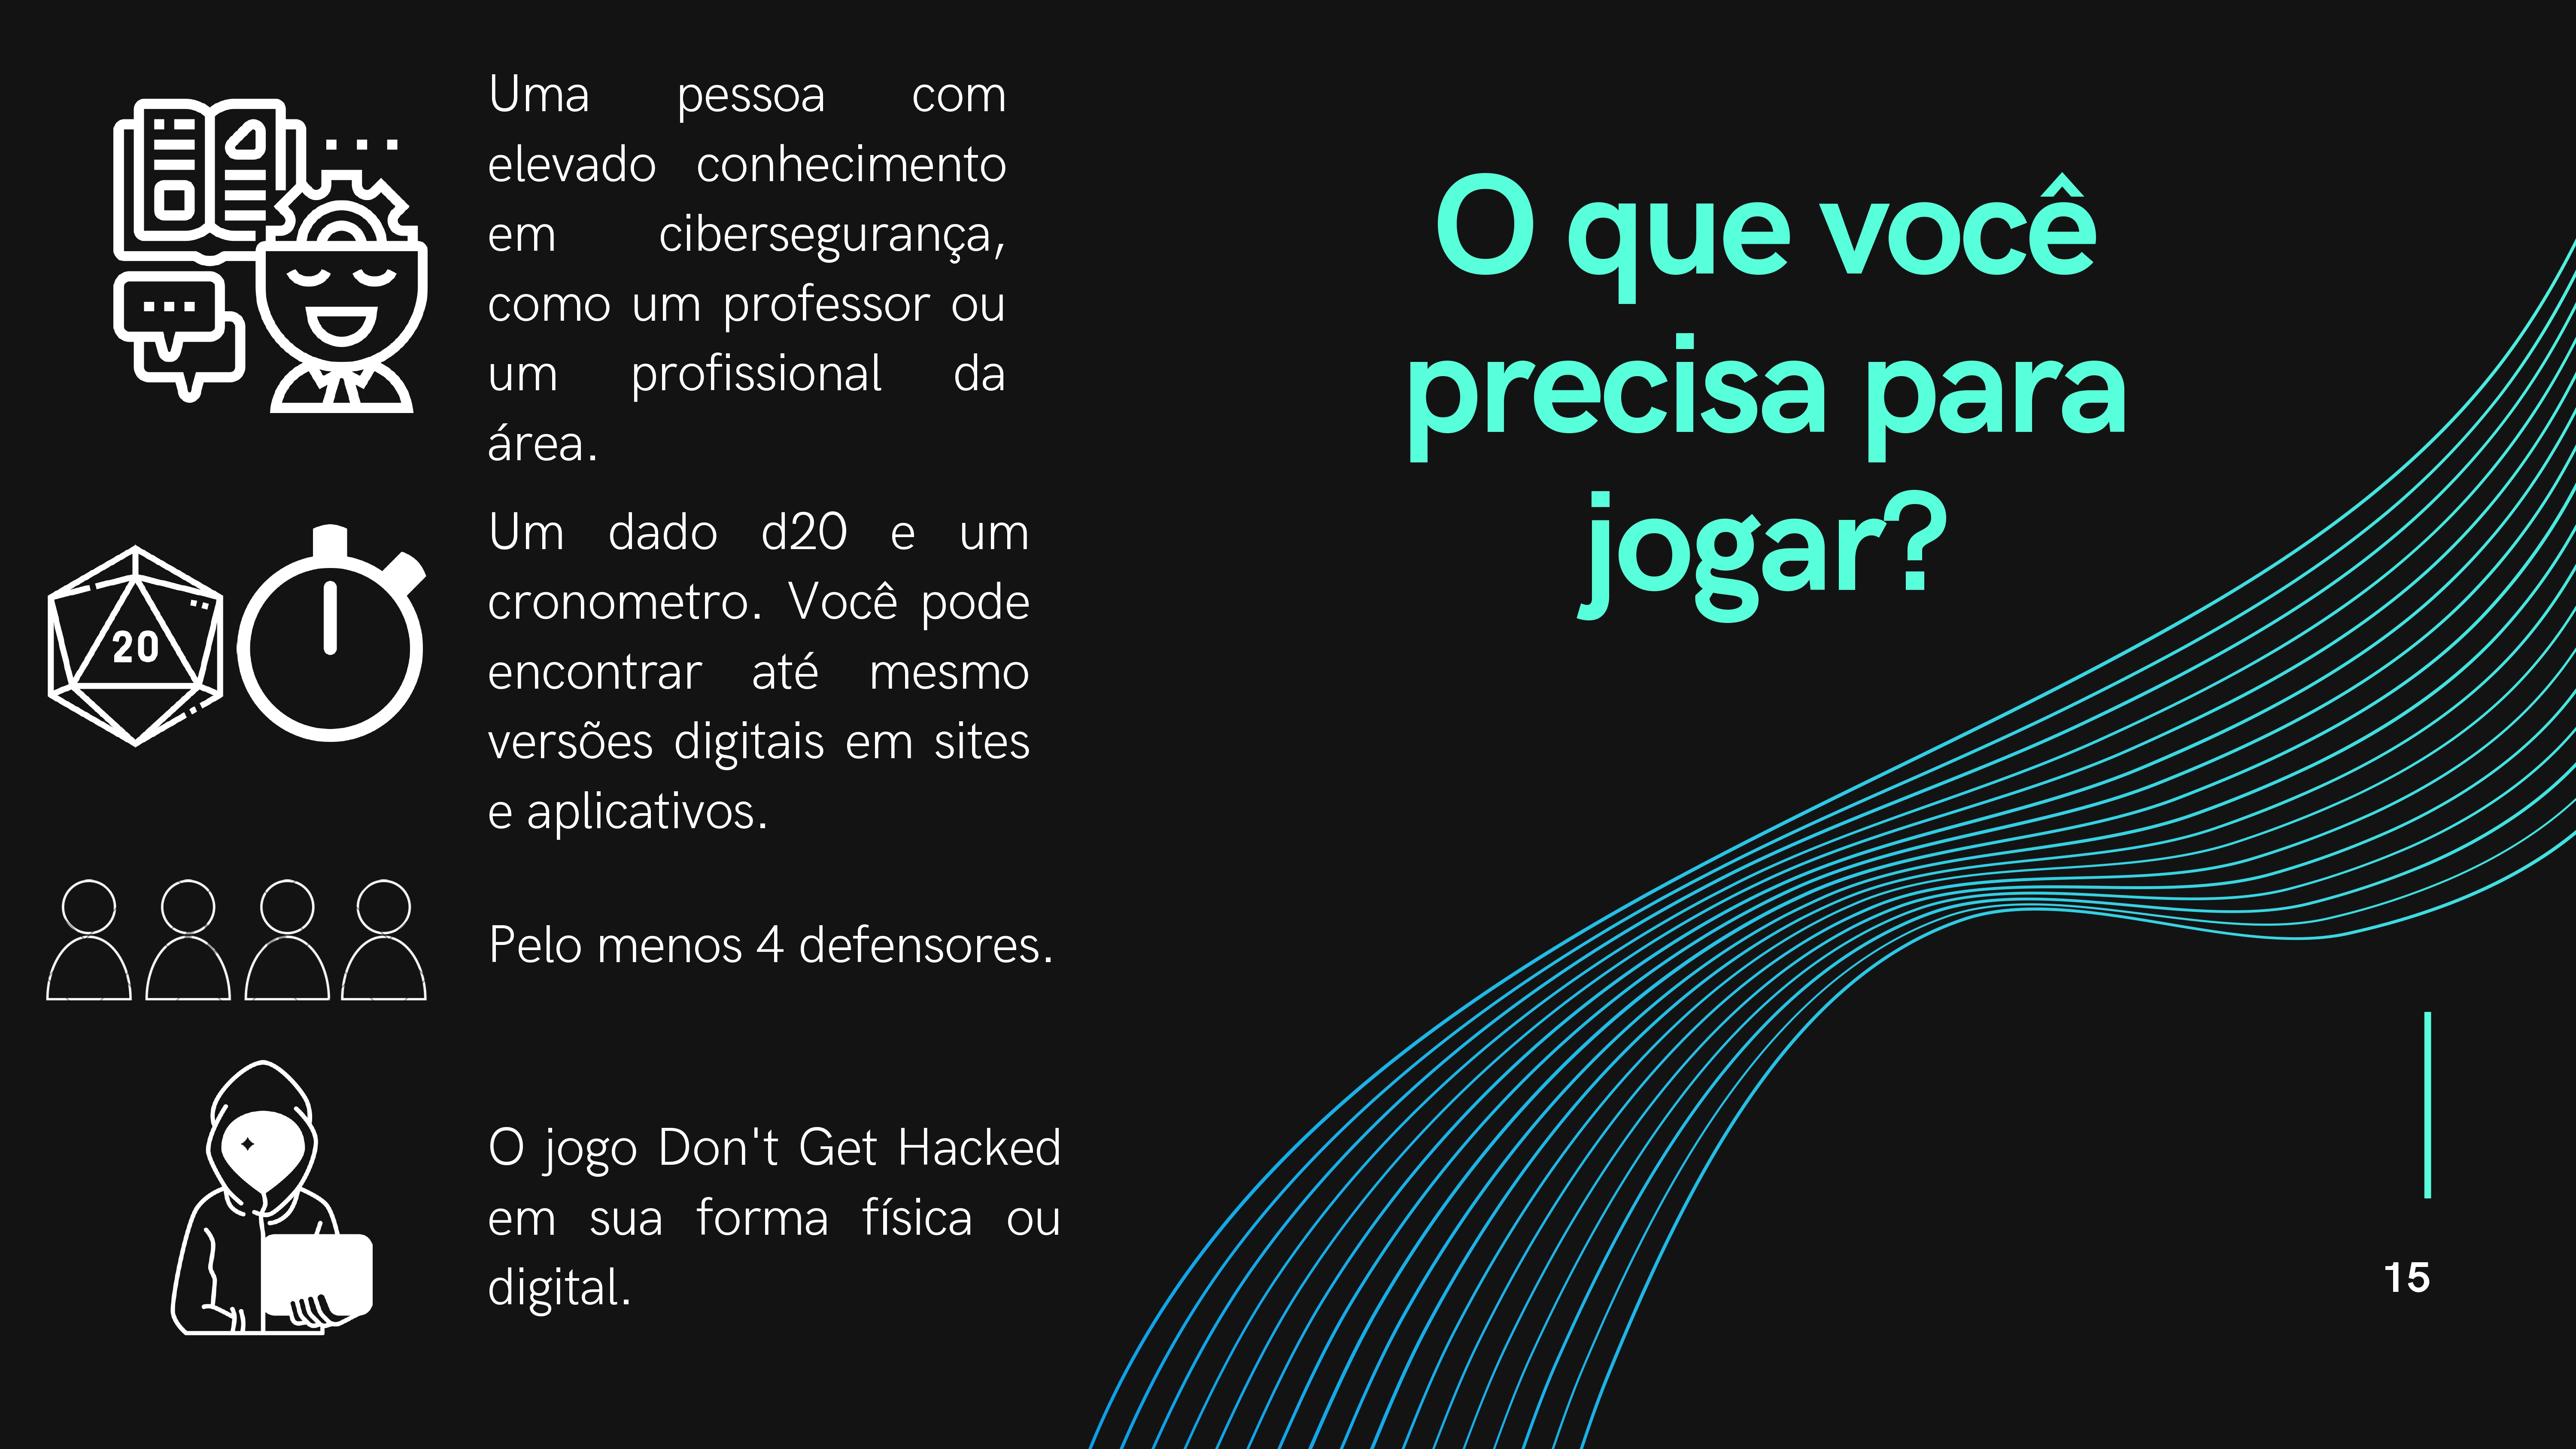 Uma pessoa com
elevado conhecimento
em cibersegurança,
como um professor ou
um profissional da
área.
20
Um dado d20 e um
cronometro. Você pode
encontrar até mesmo
versões digitais em sites
e aplicativos.
Pelo menos 4 defensores.
O jogo Don't Get Hacked
em sua forma física ou
digital.
O que você
precisa para
jogar?
15